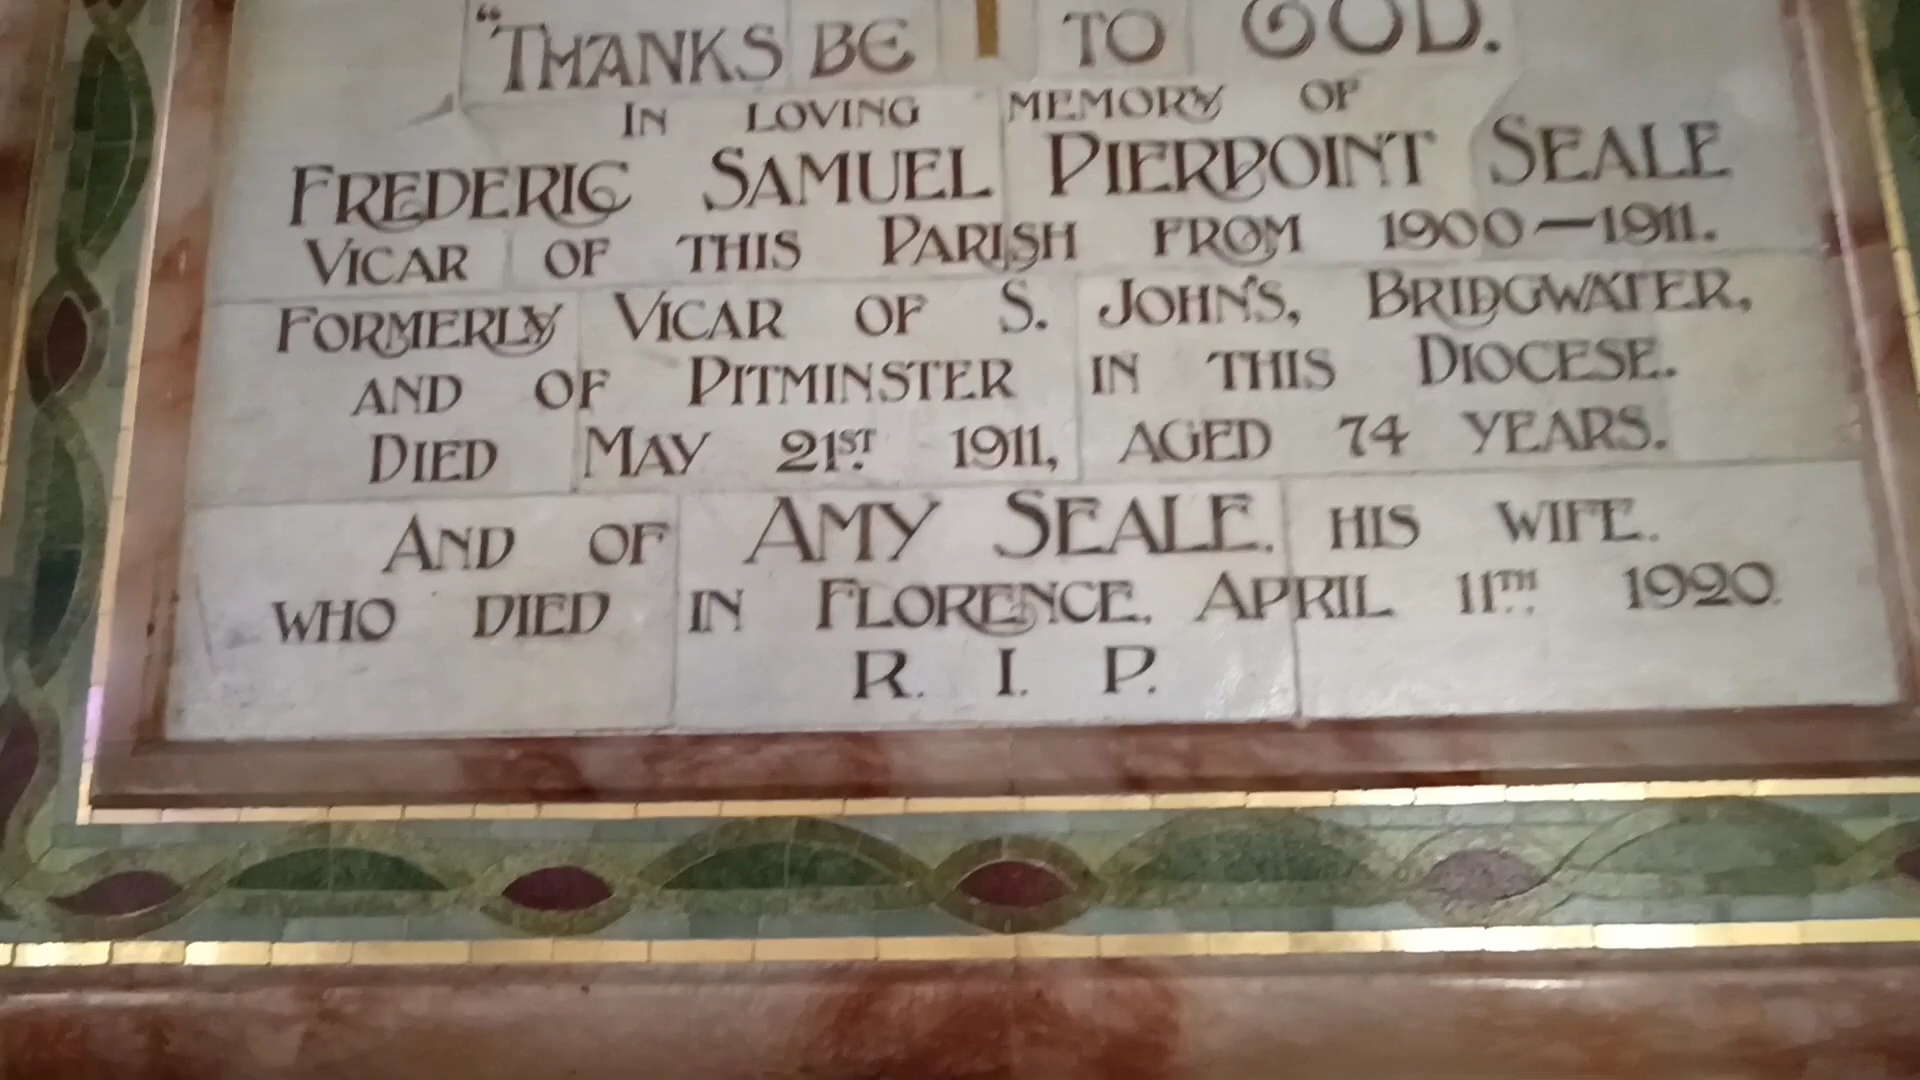 "THANKS BE TO GOD.
IN LOVING MEMORY OF
FREDERIC SAMUEL PIERPOINT SEALE
VICAR OF THIS PARISH FROM 1900—1911.
FORMERLY VICAR OF S. JOHN'S, BRIDGWATER,
AND OF PITMINSTER IN THIS DIOCESE.
DIED MAY 21ST. 1911, AGED 74 YEARS.
AND OF AMY SEALE, HIS WIFE.
WHO DIED IN FLORENCE, APRIL 11TH. 1920.
R. I. P.